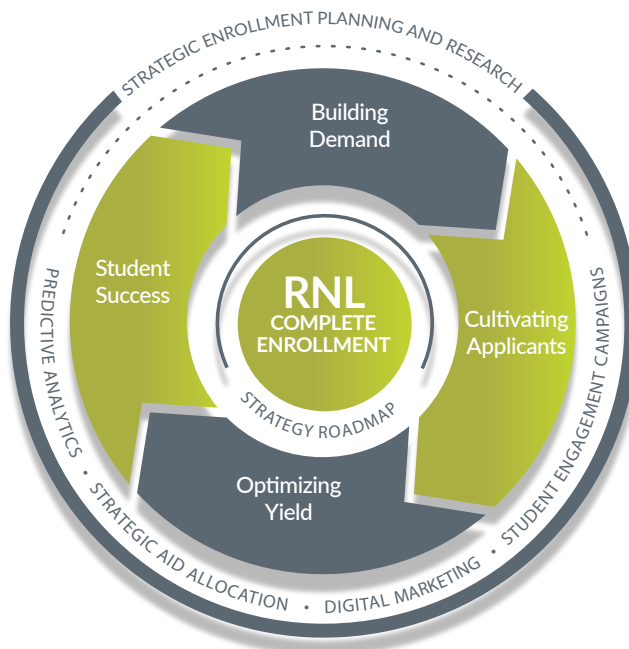 STRATEGIC ENROLLMENT PLANNING AND RESEARCH
Building
Demand
Student
Success
RNL
COMPLETE
ENROLLMENT
Cultivating
Applicants
STRATEGY ROADMAP
Optimizing
Yield
PREDICTIVE ANALYTICS • STRATEGIC AID ALLOCATION • DIGITAL MARKETING • STUDENT ENGAGEMENT CAMPAIGNS